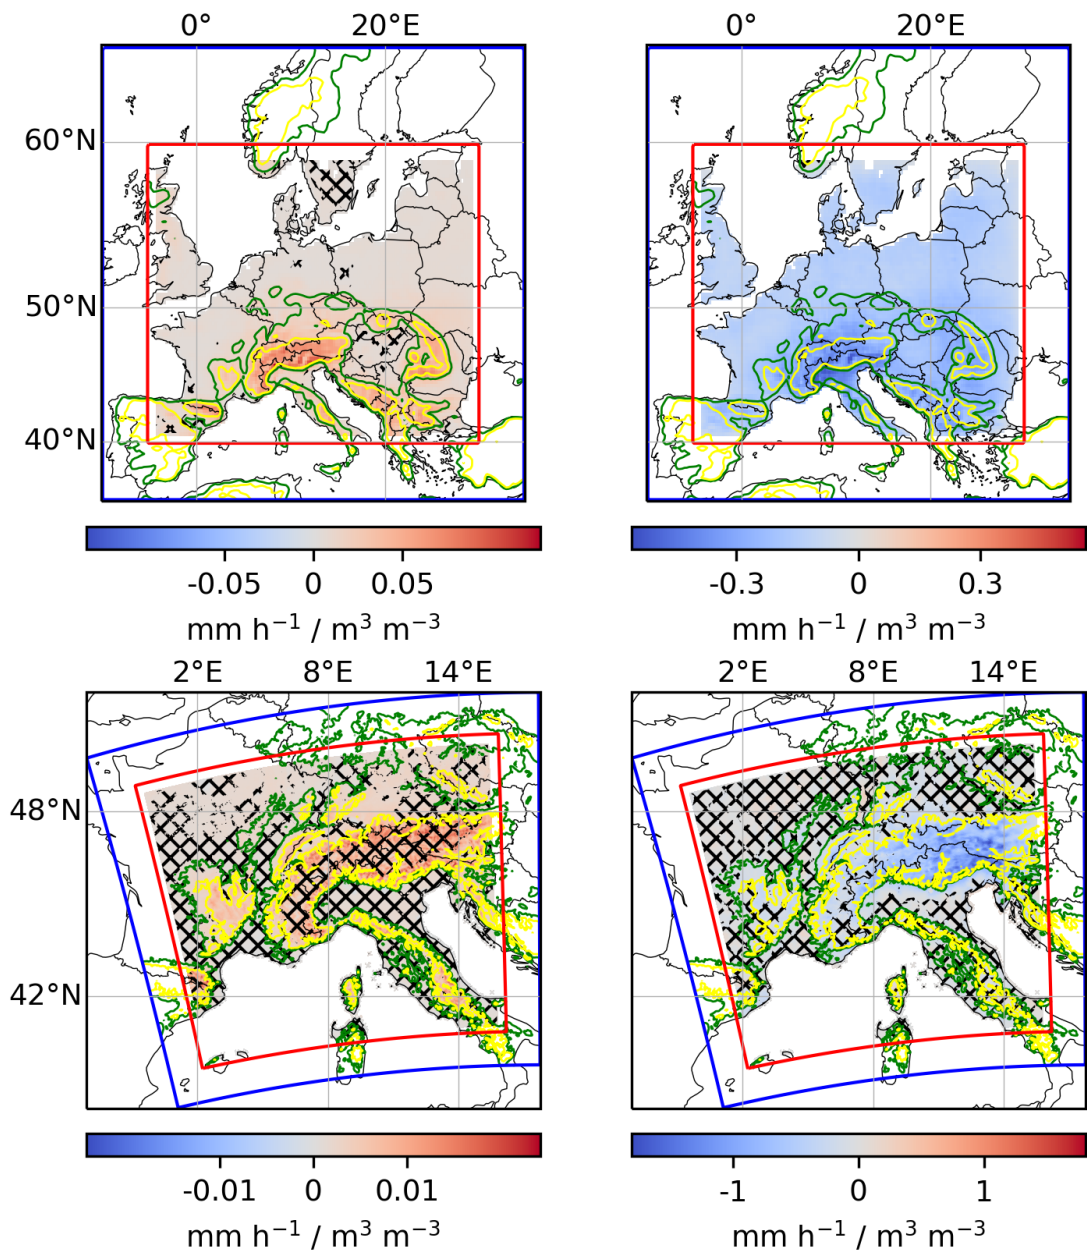 0° 20°E 0° 20°E
60°N
50°N
40°N
-0.05 0 0.05 -0.3 0 0.3
mm h⁻¹ / m³ m⁻³ mm h⁻¹ / m³ m⁻³
2°E 8°E 14°E 2°E 8°E 14°E
48°N
42°N
-0.01 0 0.01 -1 0 1
mm h⁻¹ / m³ m⁻³ mm h⁻¹ / m³ m⁻³